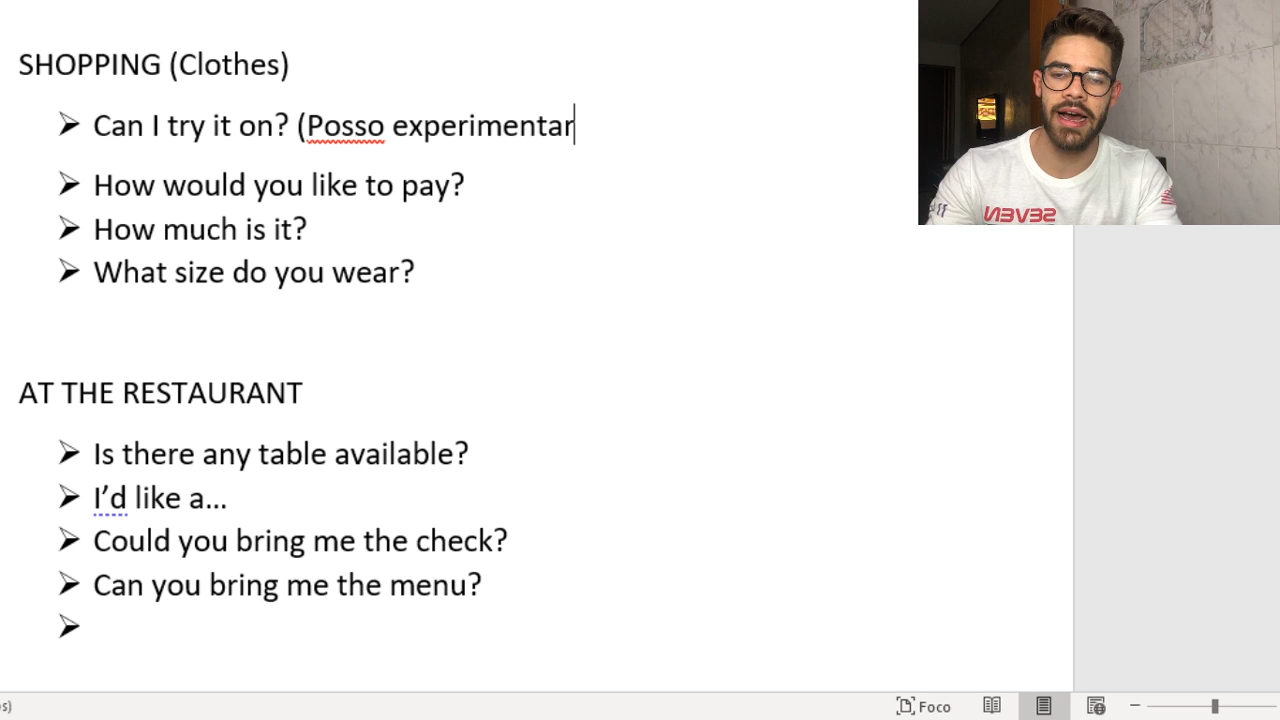 SHOPPING (Clothes)
Can I try it on? (Posso experimentar
How would you like to pay?
How much is it?
What size do you wear?
AT THE RESTAURANT
Is there any table available?
I’d like a…
Could you bring me the check?
Can you bring me the menu?
Foco